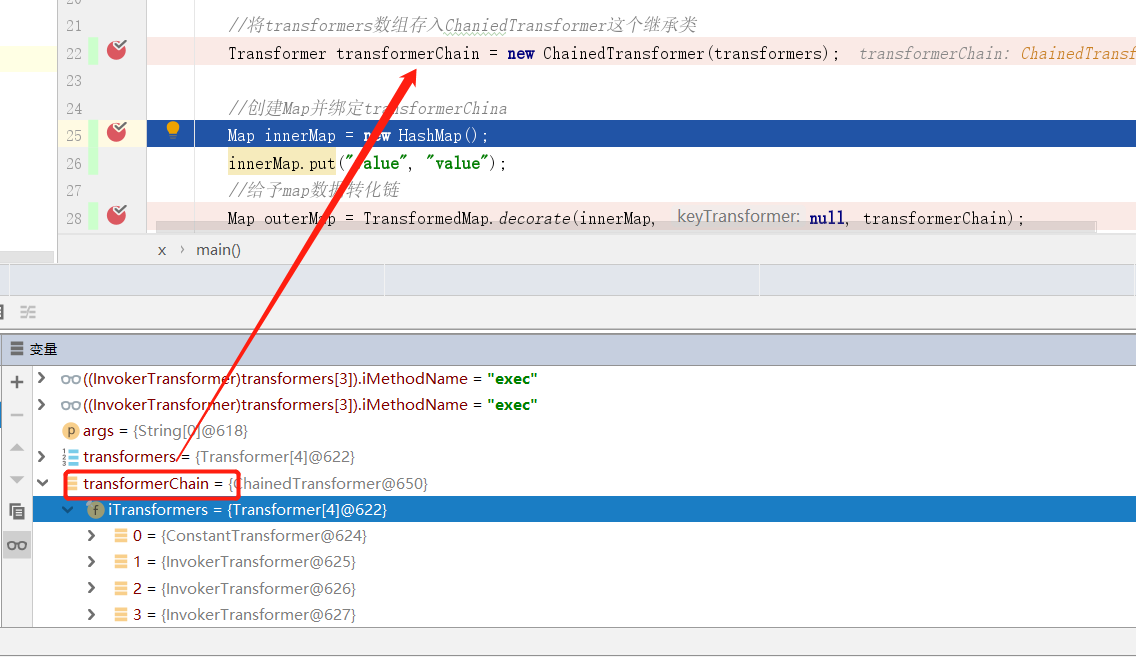 21 //将transformers数组存入ChaniedTransformer这个继承类
22 Transformer transformerChain = new ChainedTransformer(transformers); transformerChain: ChainedTransf
23
24 //创建Map并绑定transformerChina
25 Map innerMap = new HashMap();
26 innerMap.put("value", "value");
27 //给予map数据转化链
28 Map outerMap = TransformedMap.decorate(innerMap, keyTransformer: null, transformerChain);
x › main()
变量
((InvokerTransformer)transformers[3]).iMethodName = "exec"
((InvokerTransformer)transformers[3]).iMethodName = "exec"
p args = {String[0]@618}
transformers = {Transformer[4]@622}
transformerChain = {ChainedTransformer@650}
f iTransformers = {Transformer[4]@622}
0 = {ConstantTransformer@624}
1 = {InvokerTransformer@625}
2 = {InvokerTransformer@626}
3 = {InvokerTransformer@627}